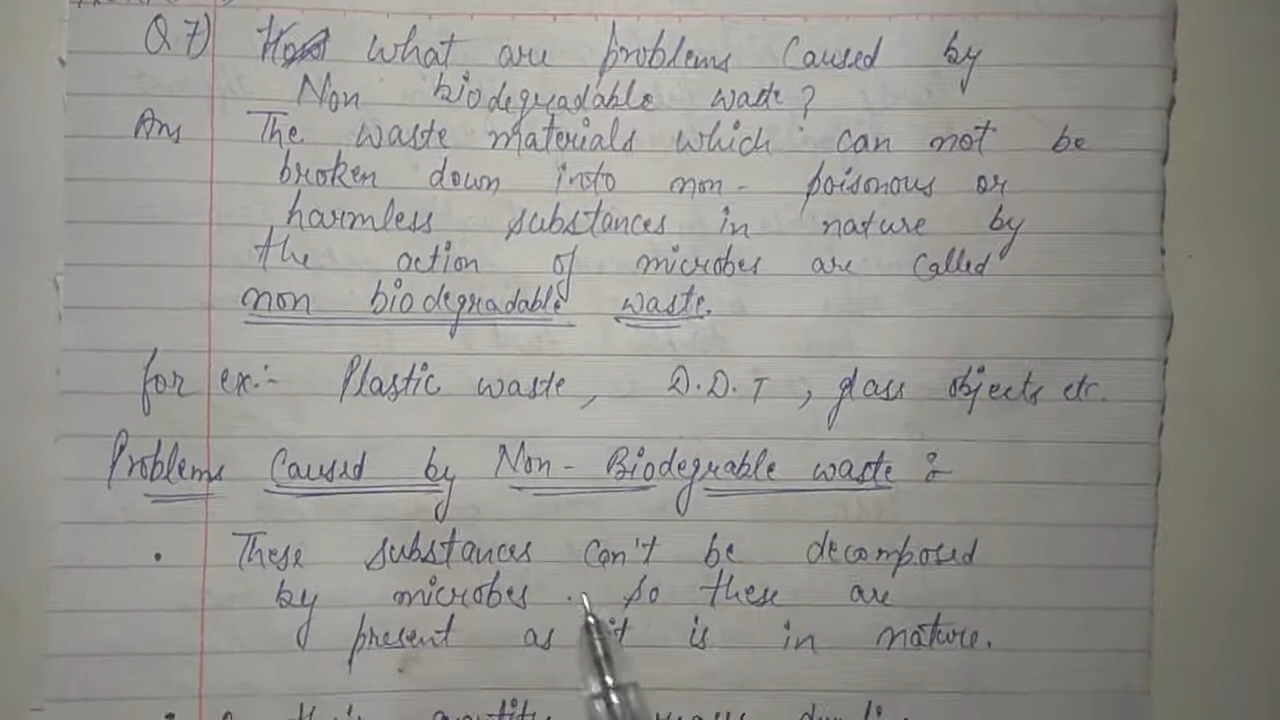 Q 7) What are problems Caused by
Non biodegradable waste?
Ans The waste materials which can not be
broken down into non - poisonous or
harmless substances in nature by
the action of microbes are Called
non biodegradable waste.
for ex:- Plastic waste, D.D.T, glass objects etc.
Problems Caused by Non-Biodegrable waste :-
• These substances Can't be decomposed
by microbes. So these are
present as it is in nature.